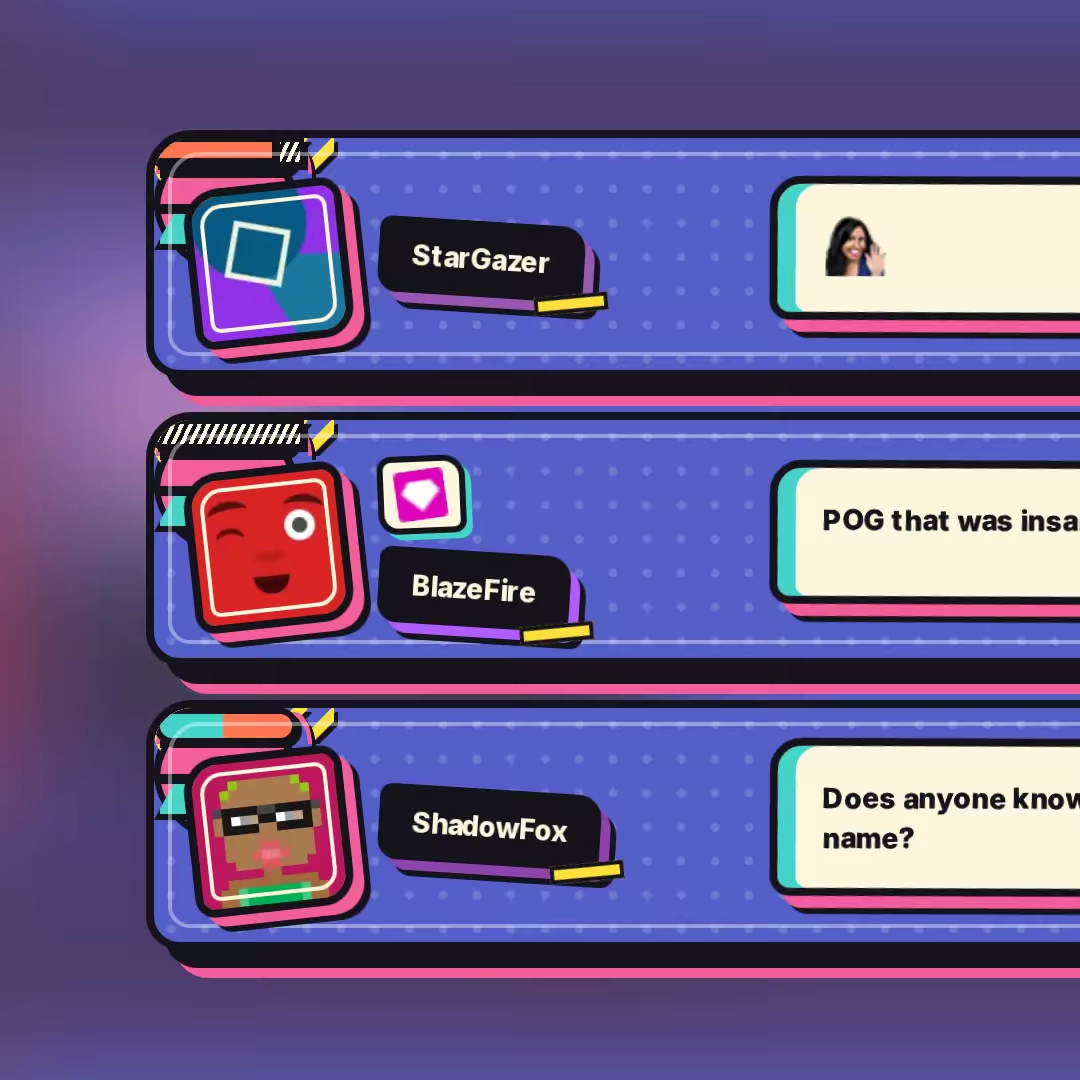 StarGazer
BlazeFire
POG that was insa
ShadowFox
Does anyone know
name?